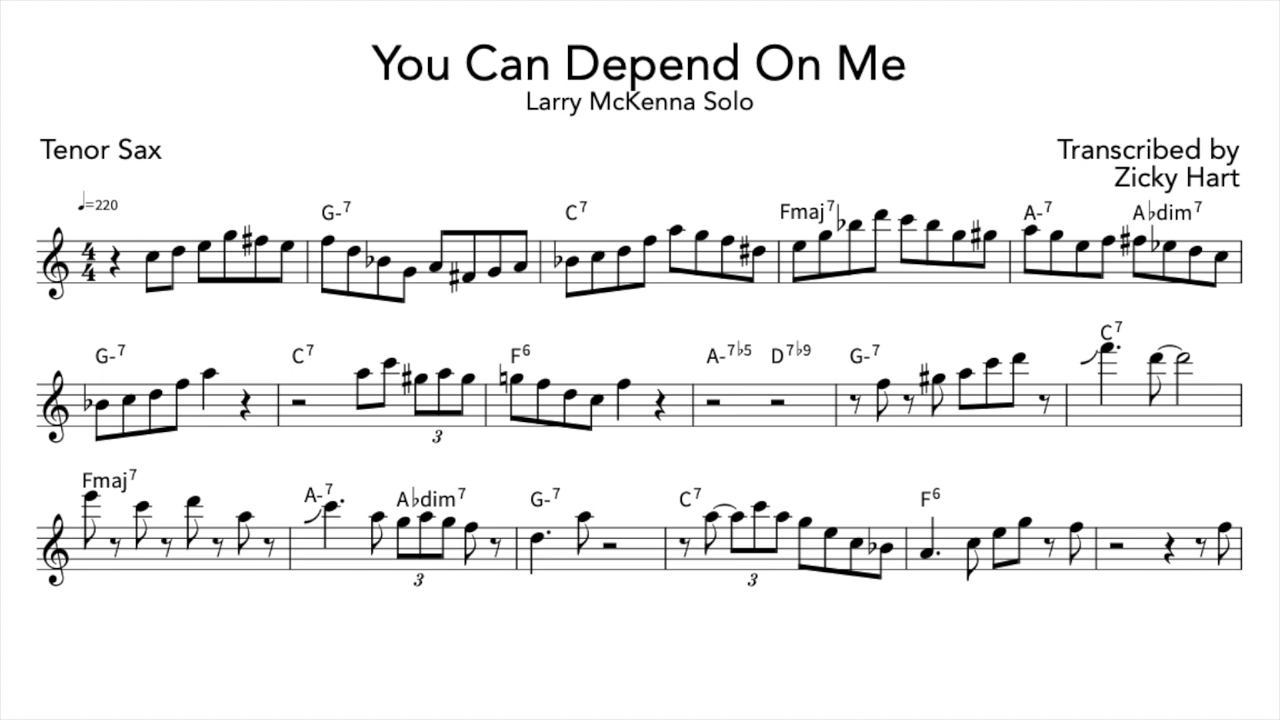 You Can Depend On Me
Larry McKenna Solo
Tenor Sax
Transcribed by
Zicky Hart
♩=220
G-7 C7 Fmaj7 A-7 A♭dim7
4/4
G-7 C7 F6 A-7♭5 D7♭9 G-7 C7
3
Fmaj7 A-7 A♭dim7 G-7 C7 F6
3 3